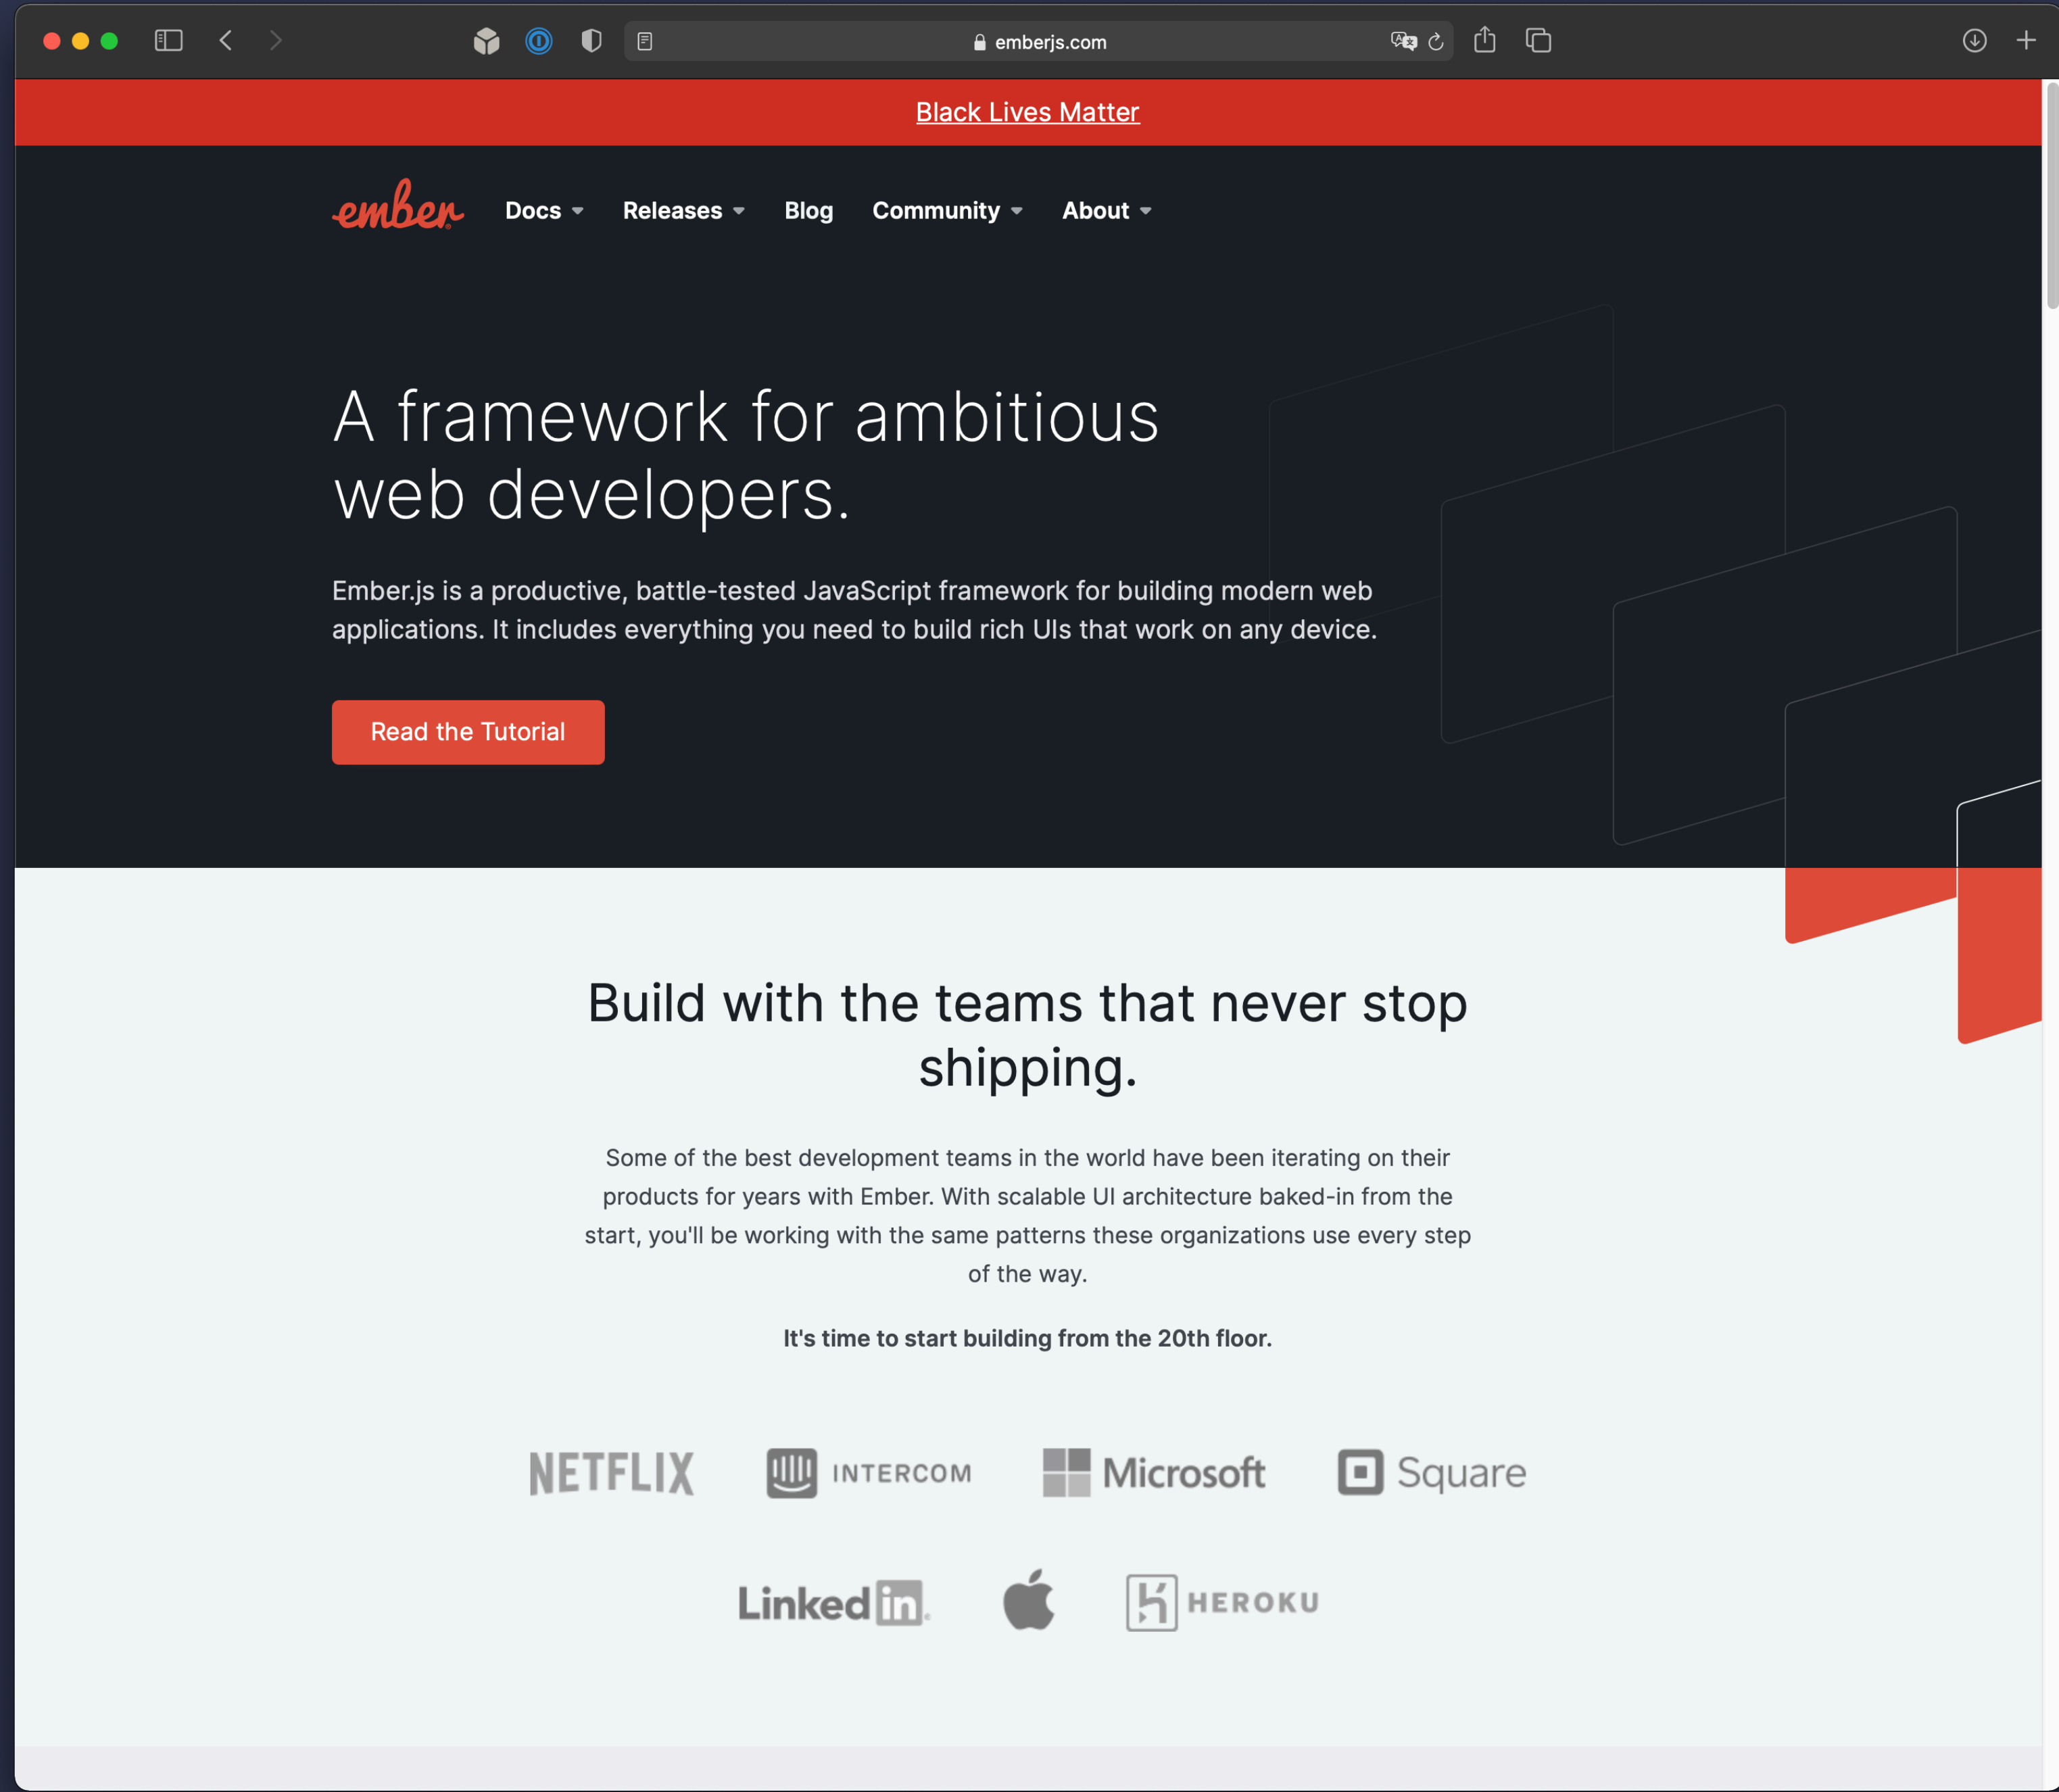 emberjs.com
Black Lives Matter
ember
Docs Releases Blog Community About
A framework for ambitious
web developers.
Ember.js is a productive, battle-tested JavaScript framework for building modern web
applications. It includes everything you need to build rich UIs that work on any device.
Read the Tutorial
Build with the teams that never stop
shipping.
Some of the best development teams in the world have been iterating on their
products for years with Ember. With scalable UI architecture baked-in from the
start, you'll be working with the same patterns these organizations use every step
of the way.
It's time to start building from the 20th floor.
NETFLIX INTERCOM Microsoft Square
Linkedin HEROKU